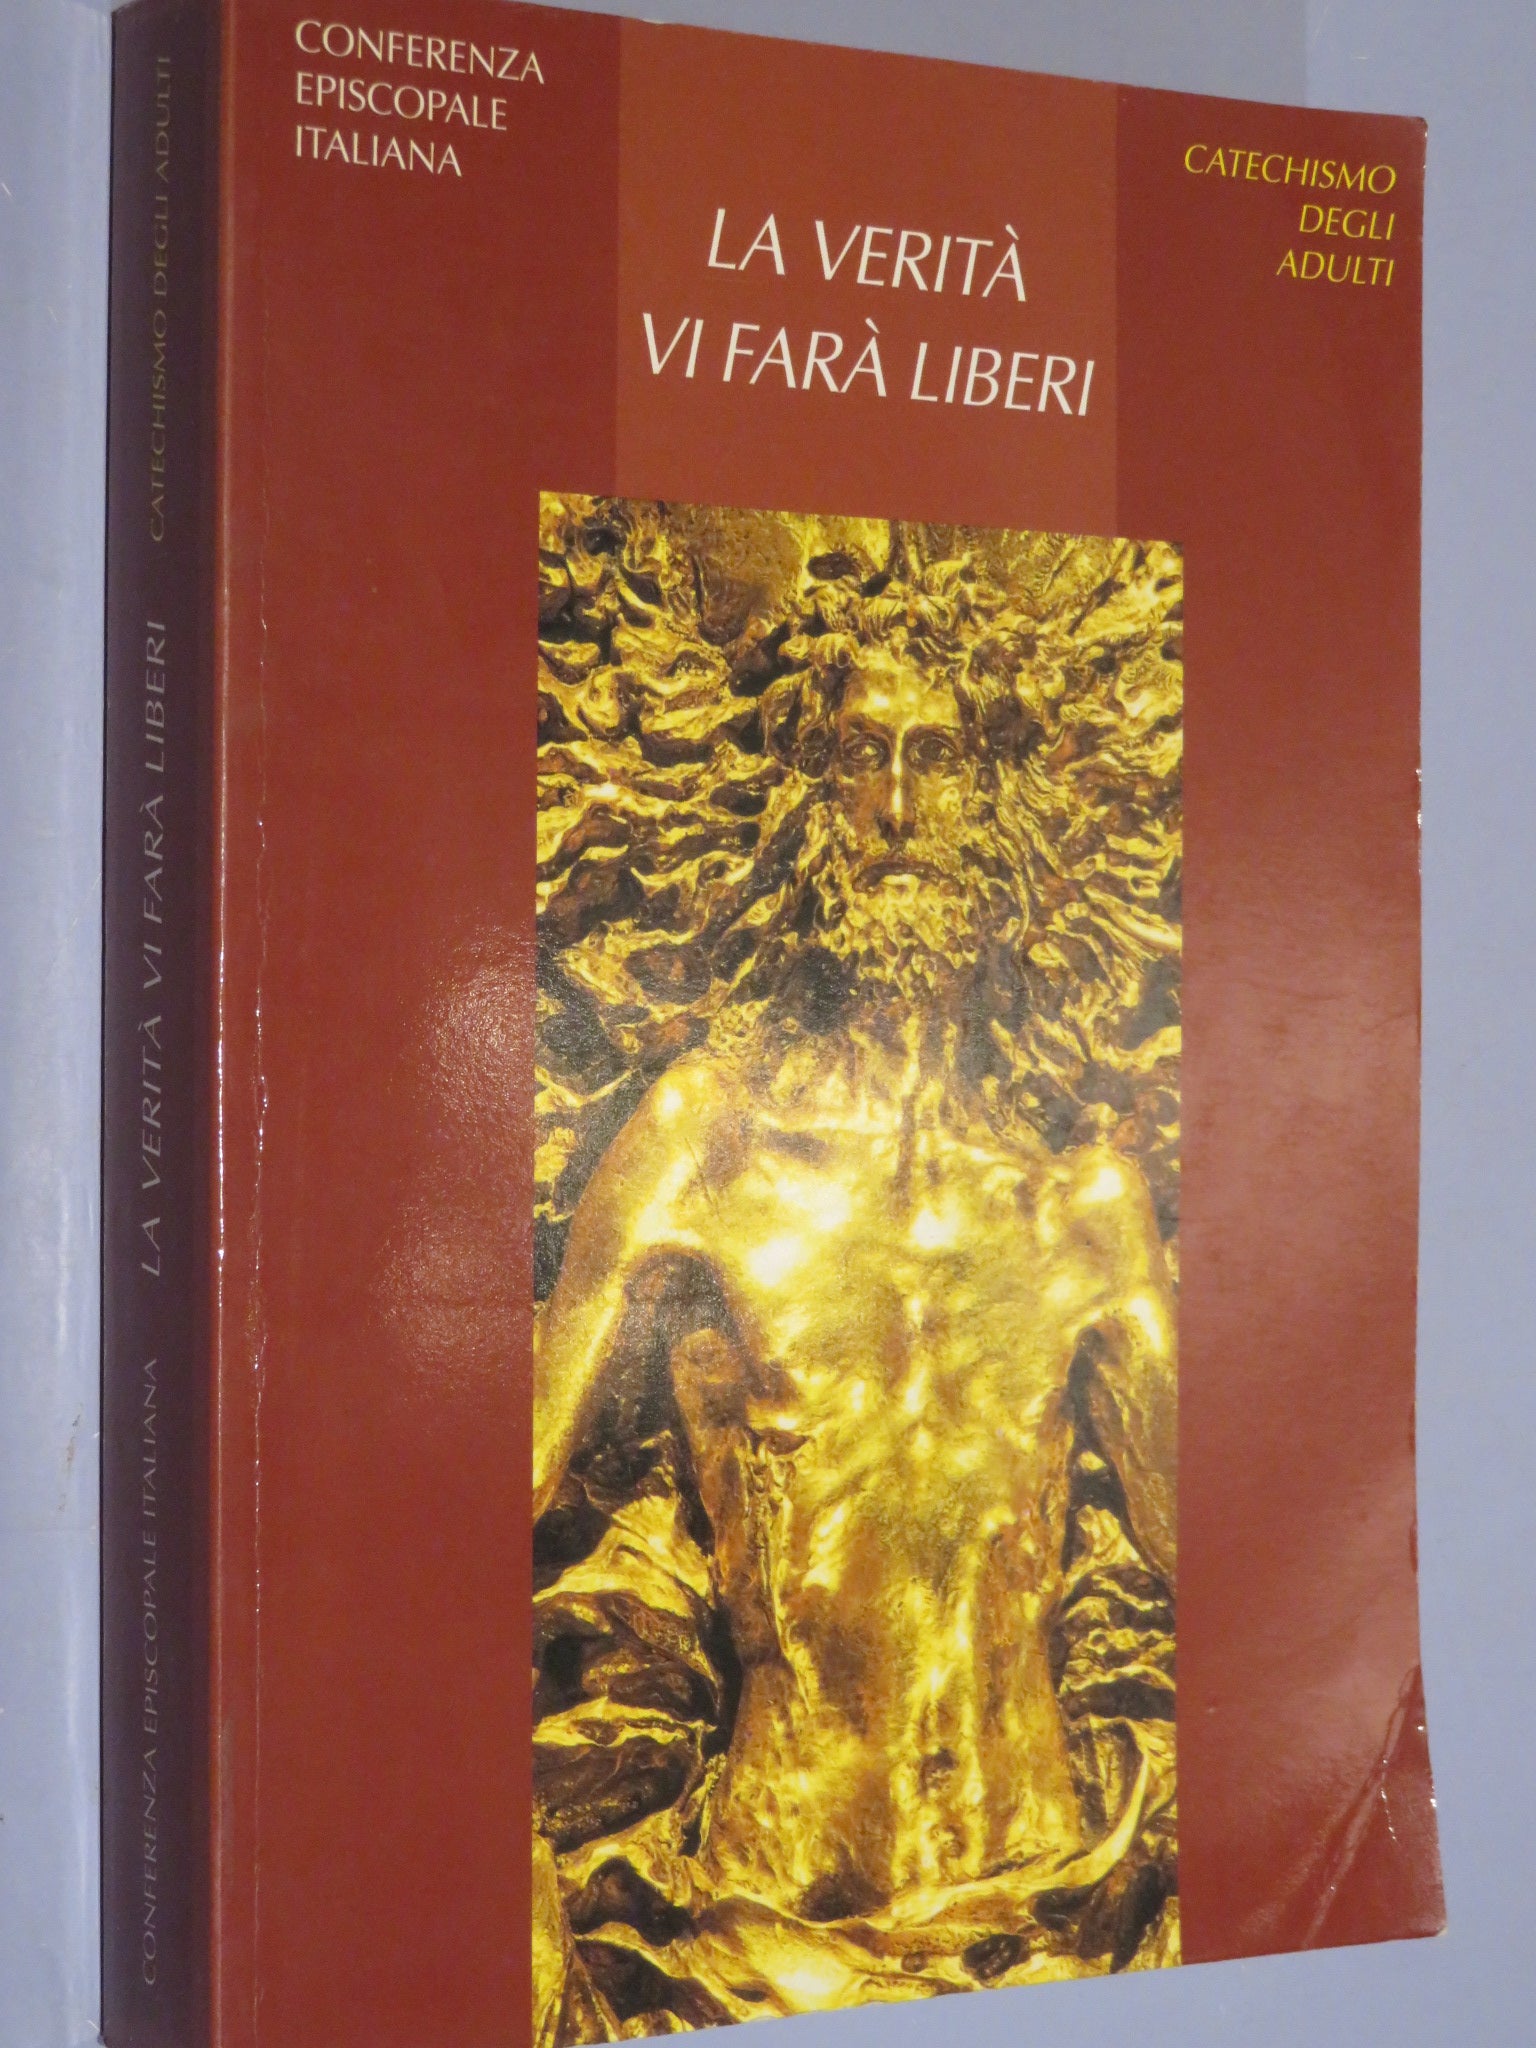 CONFERENZA
EPISCOPALE
ITALIANA
CATECHISMO
DEGLI
ADULTI
LA VERITÀ
VI FARÀ LIBERI
CONFERENZA EPISCOPALE ITALIANA LA VERITÀ VI FARÀ LIBERI CATECHISMO DEGLI ADULTI